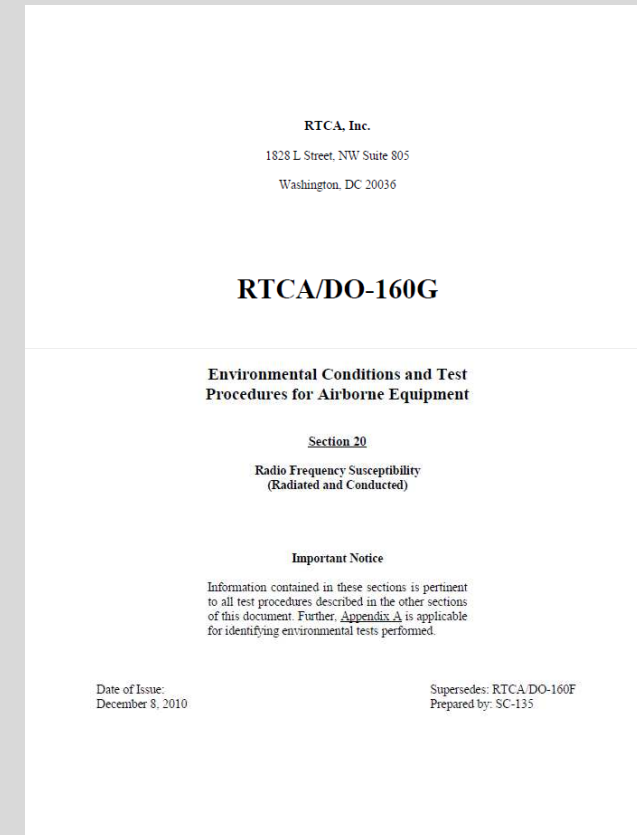 RTCA, Inc.
1828 L Street, NW Suite 805
Washington, DC 20036
RTCA/DO-160G
Environmental Conditions and Test
Procedures for Airborne Equipment
Section 20
Radio Frequency Susceptibility
(Radiated and Conducted)
Important Notice
Information contained in these sections is pertinent
to all test procedures described in the other sections
of this document. Further, Appendix A is applicable
for identifying environmental tests performed.
Date of Issue:
December 8, 2010
Supersedes: RTCA/DO-160F
Prepared by: SC-135